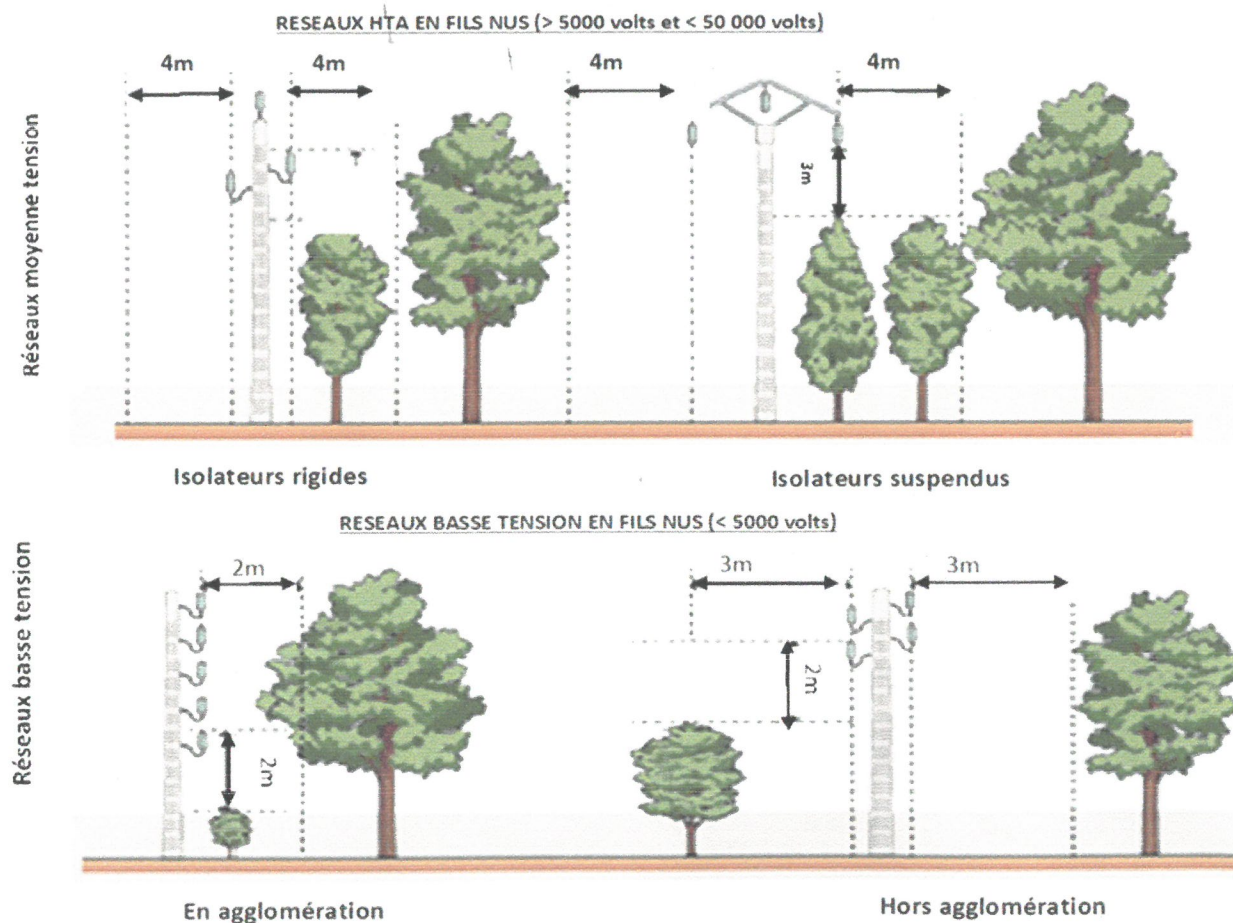 RESEAUX HTA EN FILS NUS (> 5000 volts et < 50 000 volts)
4m
4m
4m
4m
Réseaux moyenne tension
3m
Isolateurs rigides
Isolateurs suspendus
RESEAUX BASSE TENSION EN FILS NUS (< 5000 volts)
Réseaux basse tension
2m
3m
3m
2m
2m
En agglomération
Hors agglomération